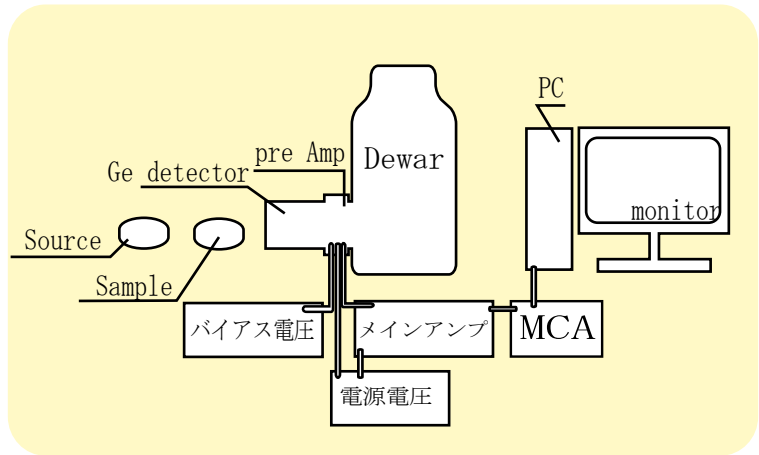 PC
pre Amp
Dewar
Ge detector
monitor
Source
Sample
バイアス電圧
メインアンプ
MCA
電源電圧